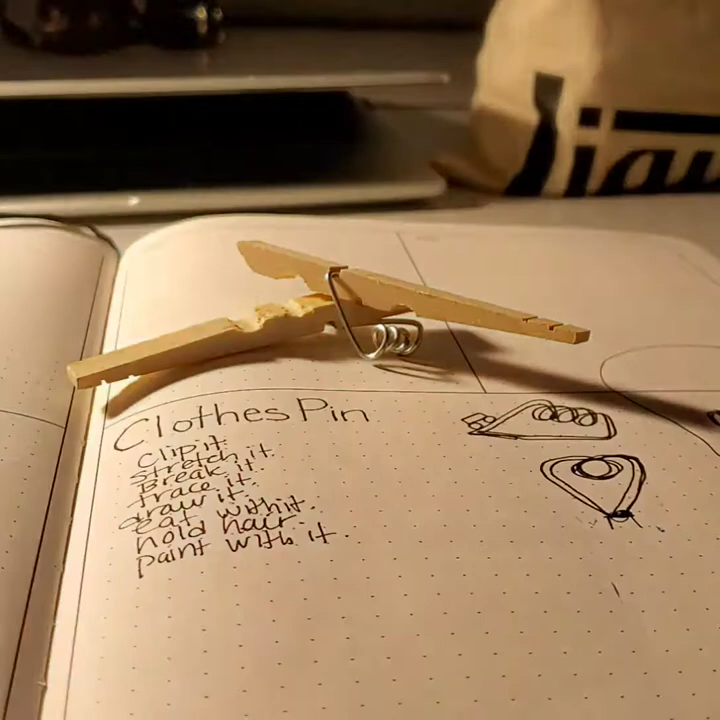 Clothes Pin
Clip it.
Stretch it.
Break it.
trace it.
draw it.
eat with it.
hold hair.
paint with it.